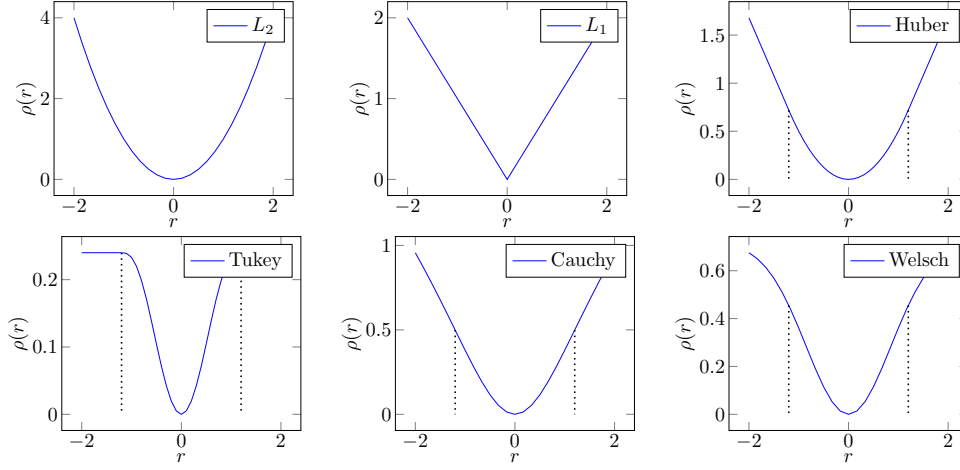 L₂
ρ(r)
4
2
0
−2 0 2
r
L₁
ρ(r)
2
1
0
−2 0 2
r
Huber
ρ(r)
1.5
1
0.5
0
−2 0 2
r
Tukey
ρ(r)
0.2
0.1
0
−2 0 2
r
Cauchy
ρ(r)
1
0.5
0
−2 0 2
r
Welsch
ρ(r)
0.6
0.4
0.2
0
−2 0 2
r